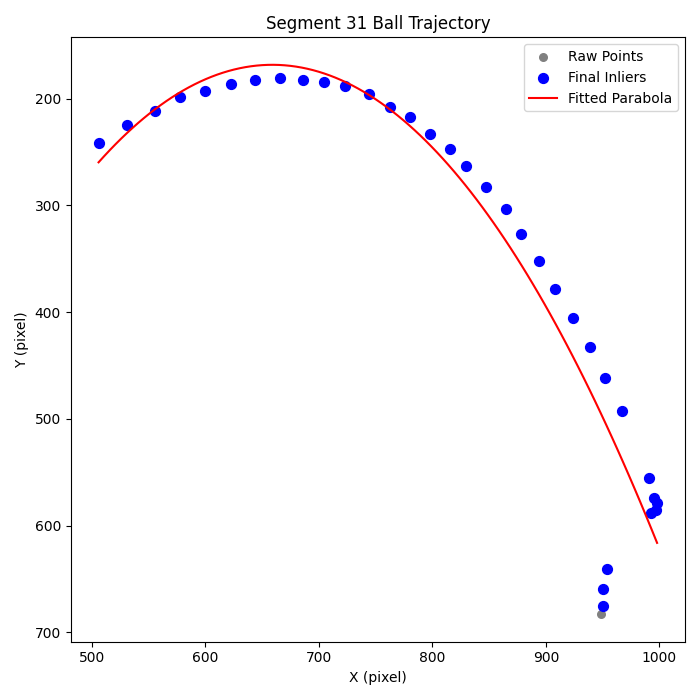 Segment 31 Ball Trajectory
Raw Points
Final Inliers
Fitted Parabola
200
300
400
500
600
700
Y (pixel)
500
600
700
800
900
1000
X (pixel)